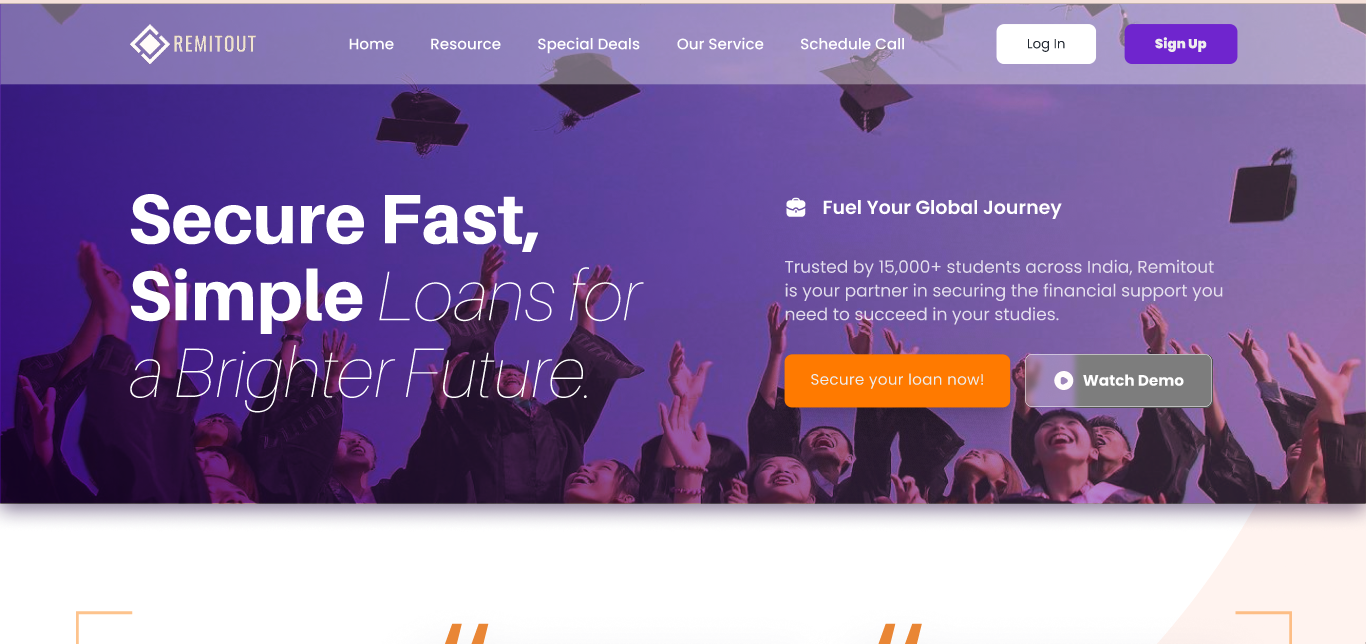 REMITOUT
Home
Resource
Special Deals
Our Service
Schedule Call
Log In
Sign Up
Secure Fast,
Simple Loans for
a Brighter Future.
Fuel Your Global Journey
Trusted by 15,000+ students across India, Remitout
is your partner in securing the financial support you
need to succeed in your studies.
Secure your loan now!
Watch Demo